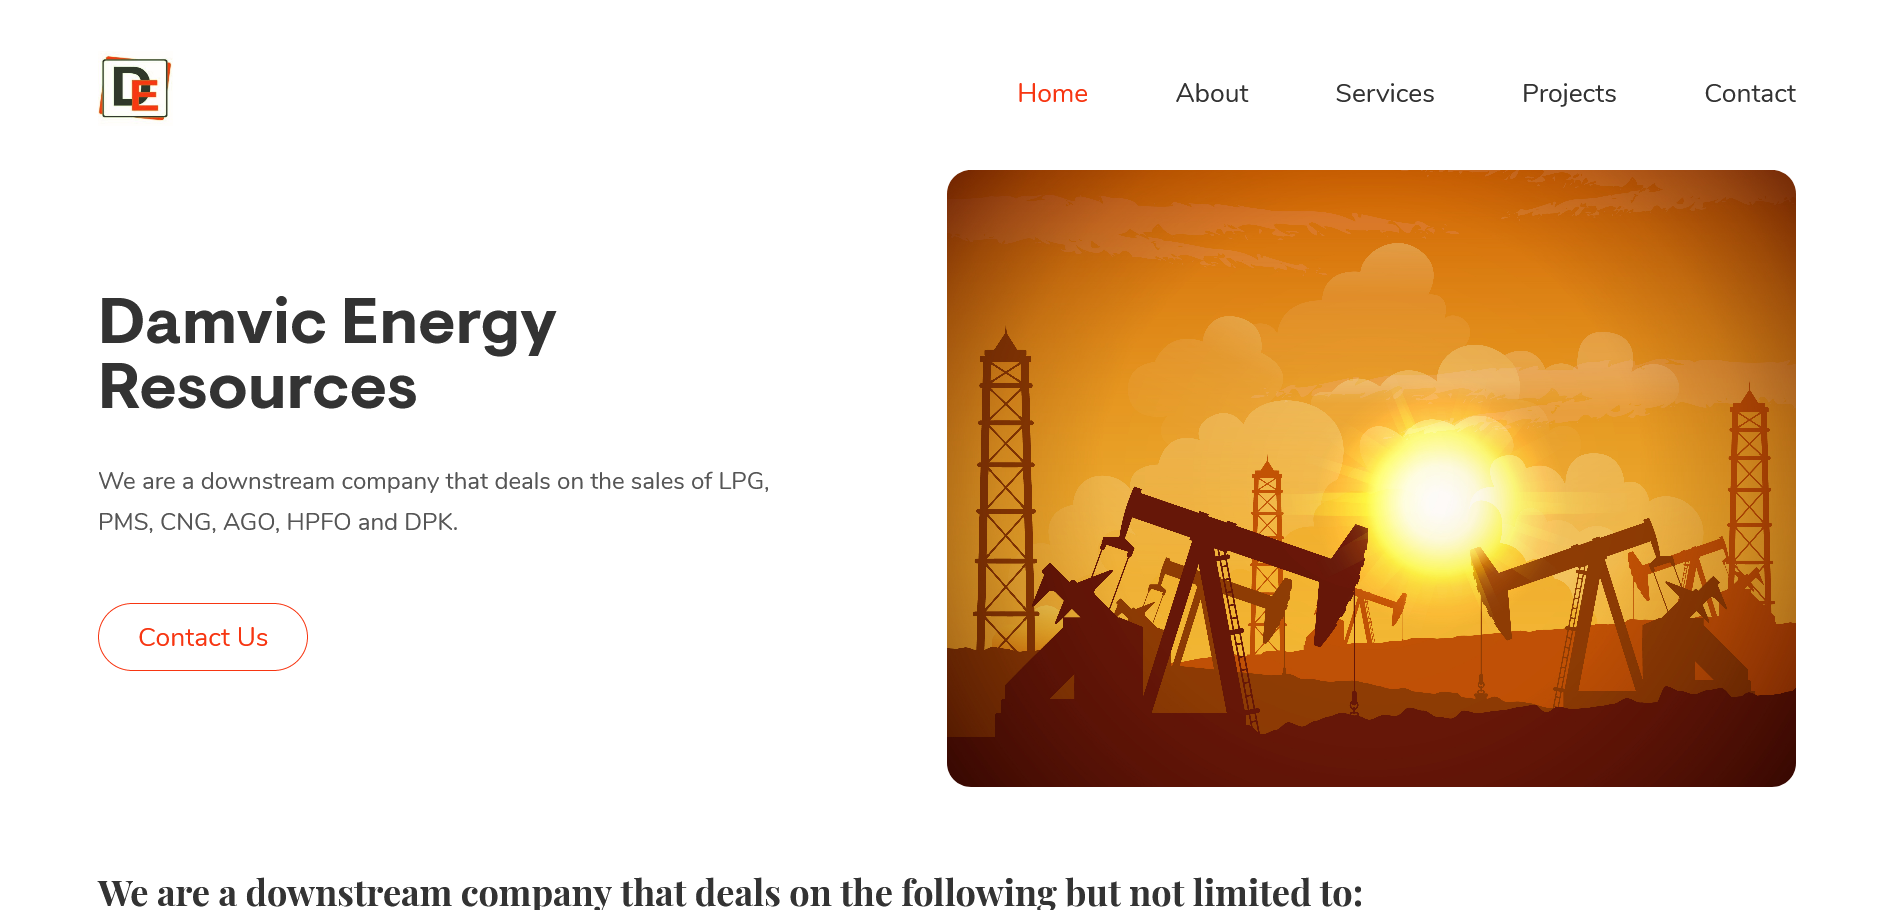 DE
Home About Services Projects Contact
Damvic Energy
Resources
We are a downstream company that deals on the sales of LPG,
PMS, CNG, AGO, HPFO and DPK.
Contact Us
We are a downstream company that deals on the following but not limited to: